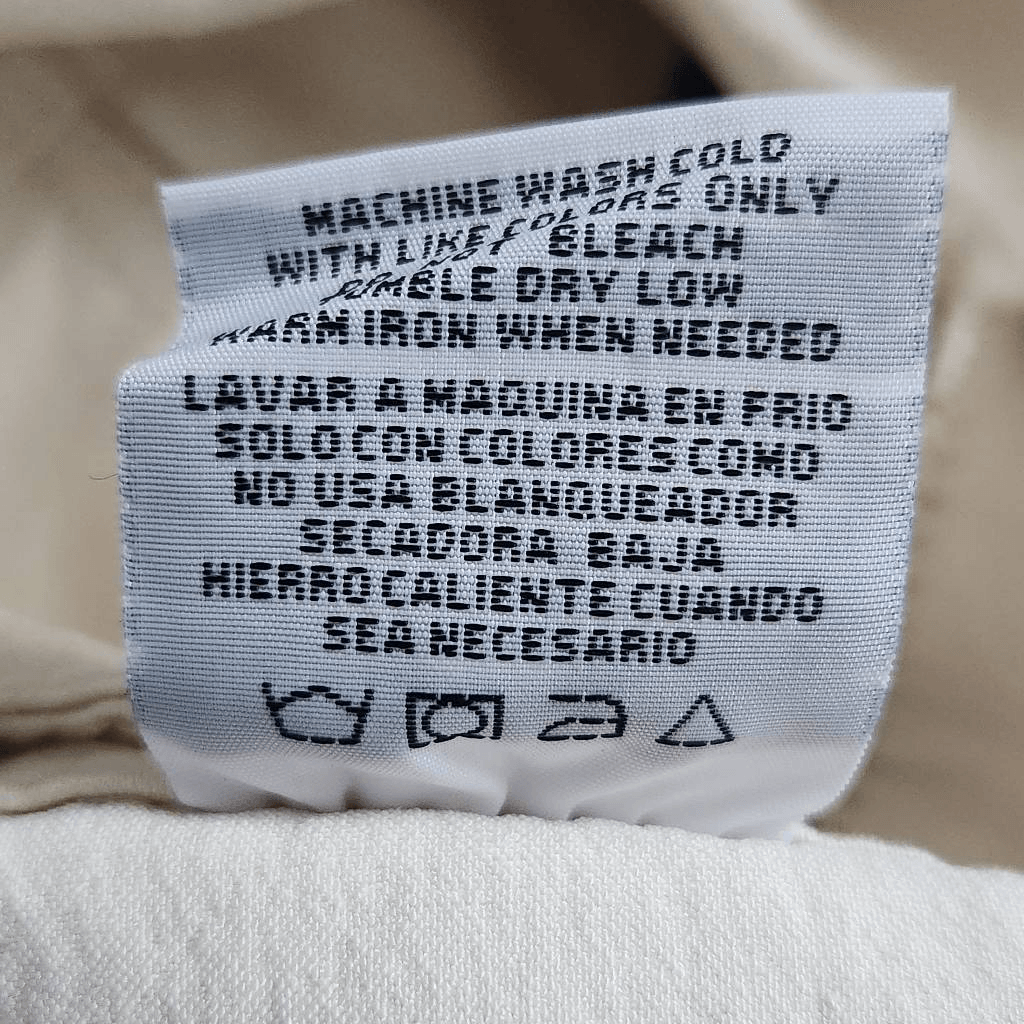 MACHINE WASH COLD
WITH LIKE COLORS ONLY
BLEACH
TUMBLE DRY LOW
WARM IRON WHEN NEEDED
LAVAR A MAQUINA EN FRIO
SOLO CON COLORES COMO
NO USA BLANQUEADOR
SECADORA BAJA
HIERRO CALIENTE CUANDO
SEA NECESARIO